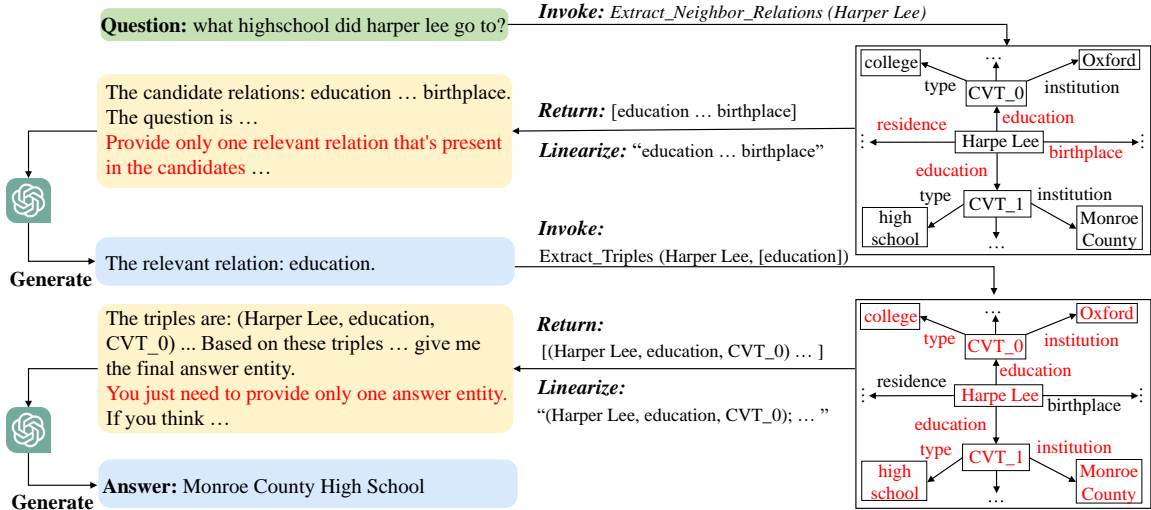 Question: what highschool did harper lee go to?
Invoke: Extract_Neighbor_Relations (Harper Lee)
The candidate relations: education … birthplace.
The question is …
Provide only one relevant relation that's present
in the candidates …
Return: [education … birthplace]
Linearize: “education … birthplace”
…
college
Oxford
type
CVT_0
institution
residence
education
…
Harpe Lee
…
education
birthplace
type
CVT_1
institution
high
school
…
Monroe
County
Generate
The relevant relation: education.
Invoke:
Extract_Triples (Harper Lee, [education])
The triples are: (Harper Lee, education,
CVT_0) ... Based on these triples … give me
the final answer entity.
You just need to provide only one answer entity.
If you think …
Return:
[(Harper Lee, education, CVT_0) … ]
Linearize:
“(Harper Lee, education, CVT_0); … ”
…
college
Oxford
type
CVT_0
institution
education
residence
…
Harpe Lee
…
birthplace
education
type
CVT_1
institution
high
school
…
Monroe
County
Generate
Answer: Monroe County High School